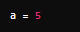 a = 5